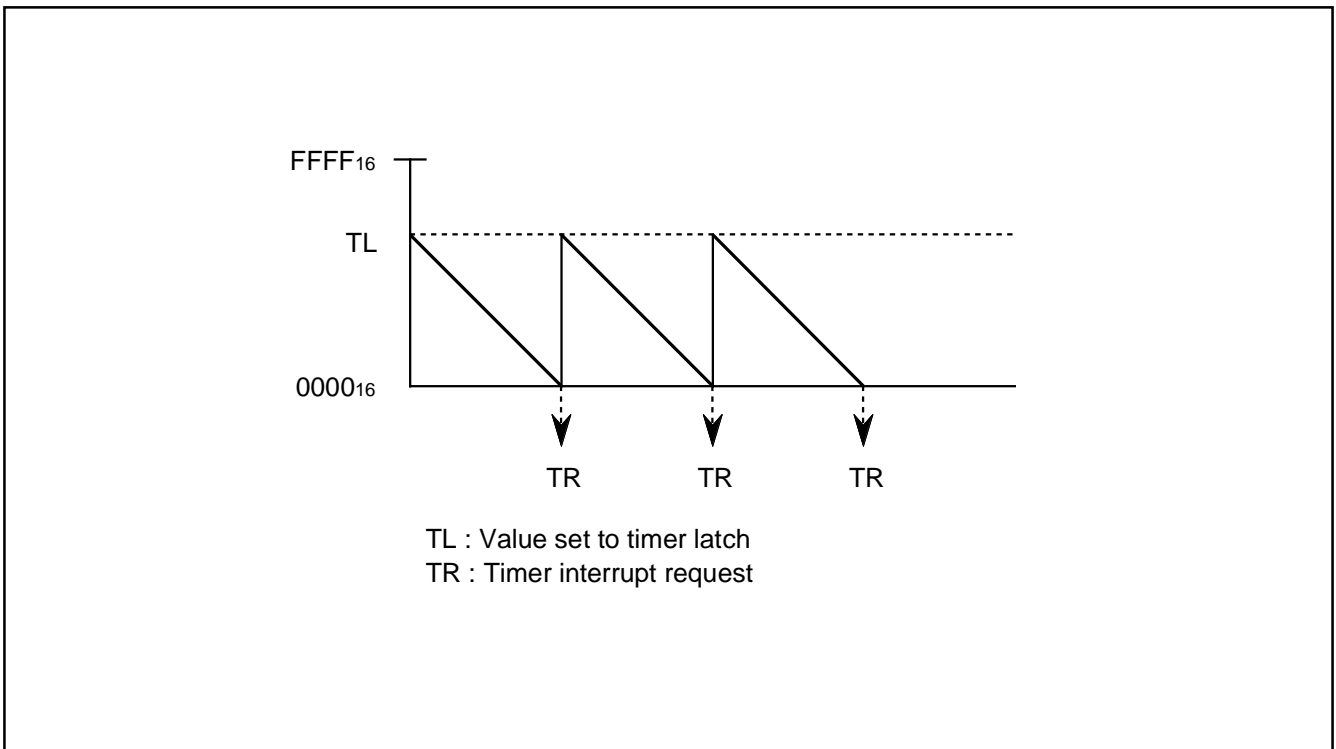 FFFF16
TL
000016
TR TR TR
TL : Value set to timer latch
TR : Timer interrupt request